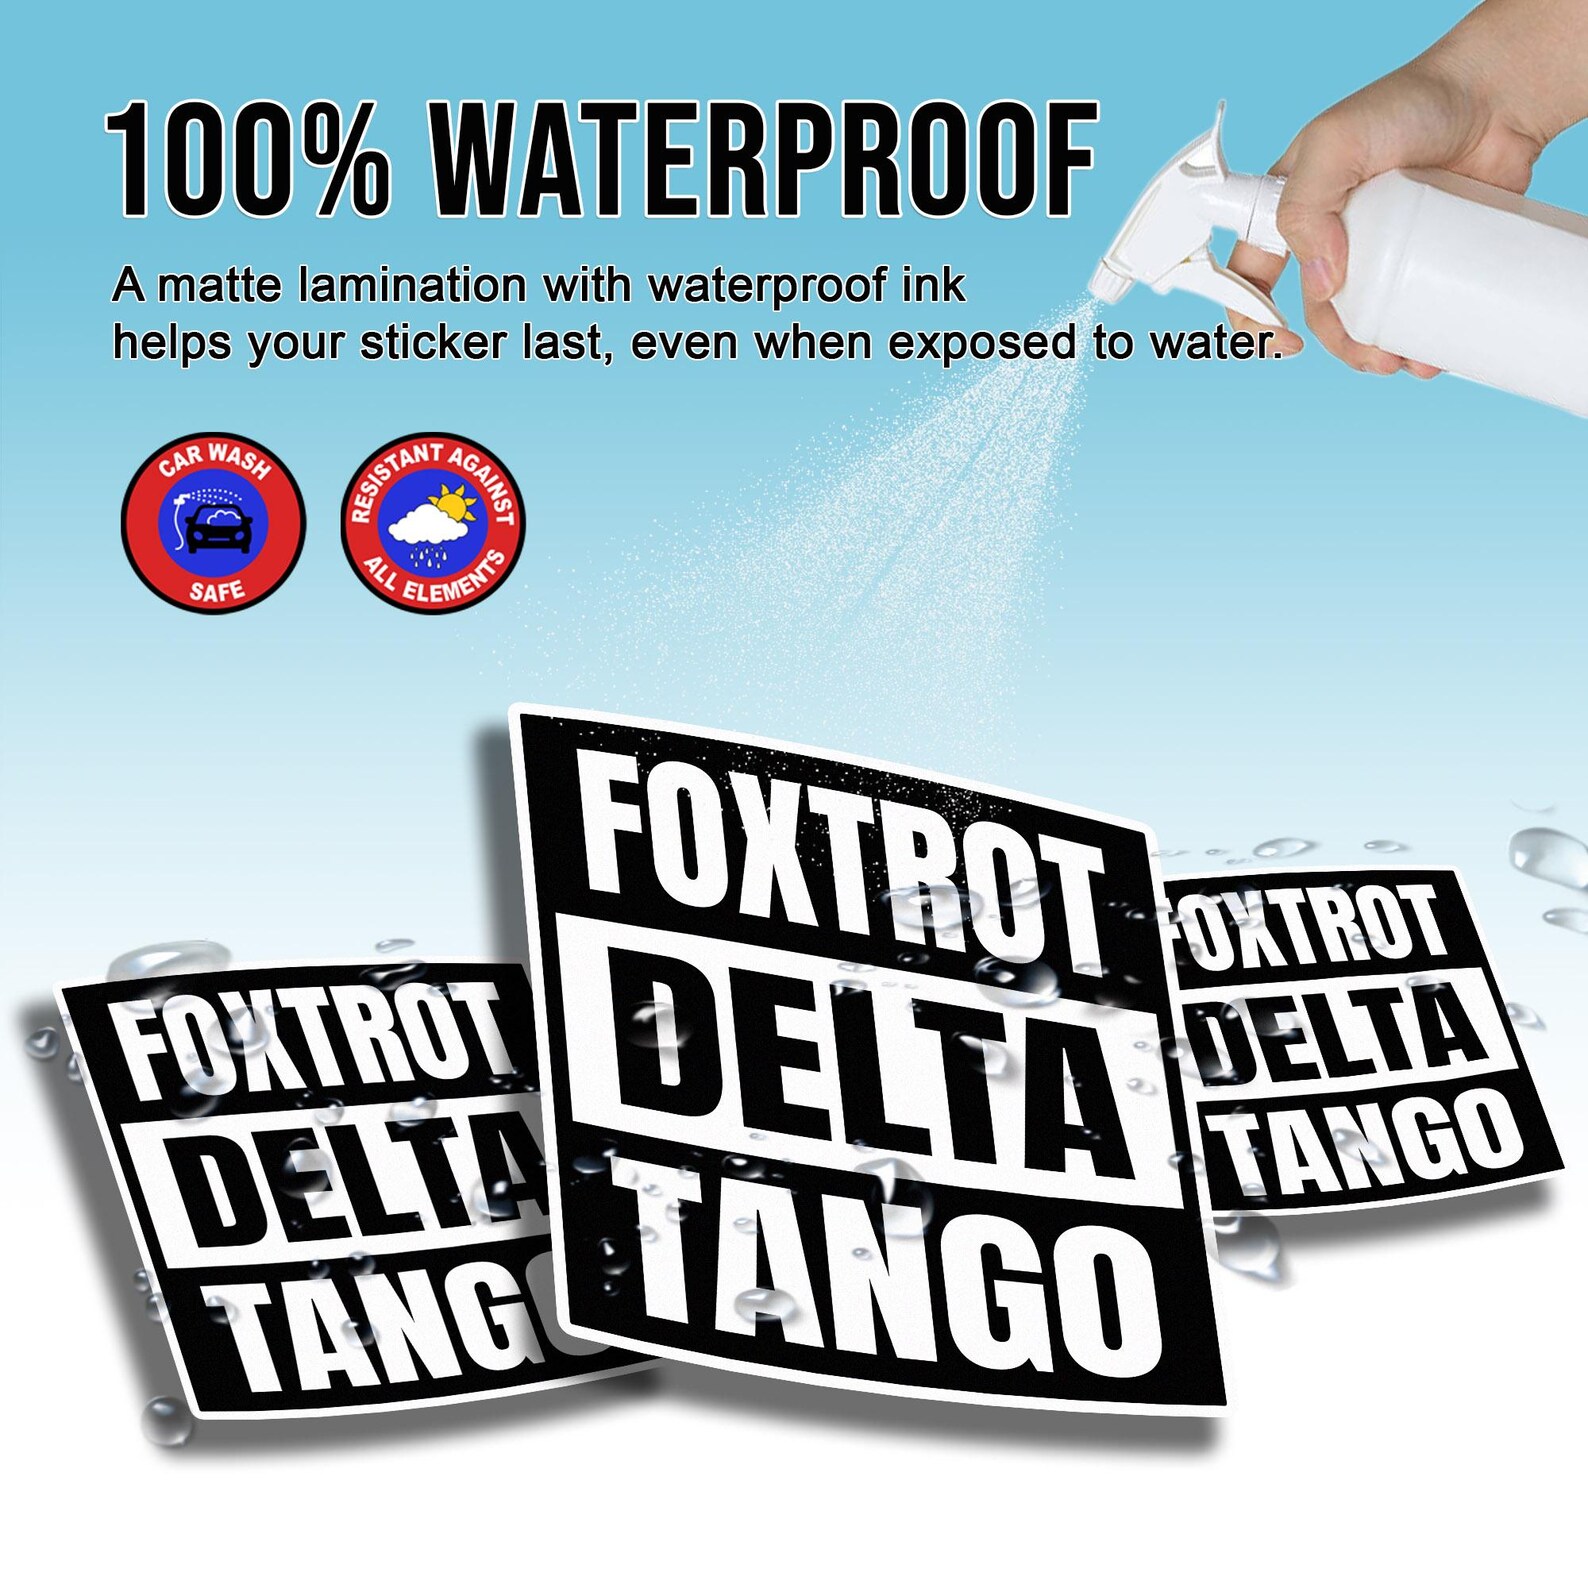 100% WATERPROOF
A matte lamination with waterproof ink
helps your sticker last, even when exposed to water.
CAR WASH
SAFE
RESISTANT AGAINST
ALL ELEMENTS
FOXTROT
DELTA
TANGO
FOXTROT
DELTA
TANGO
FOXTROT
DELTA
TANGO